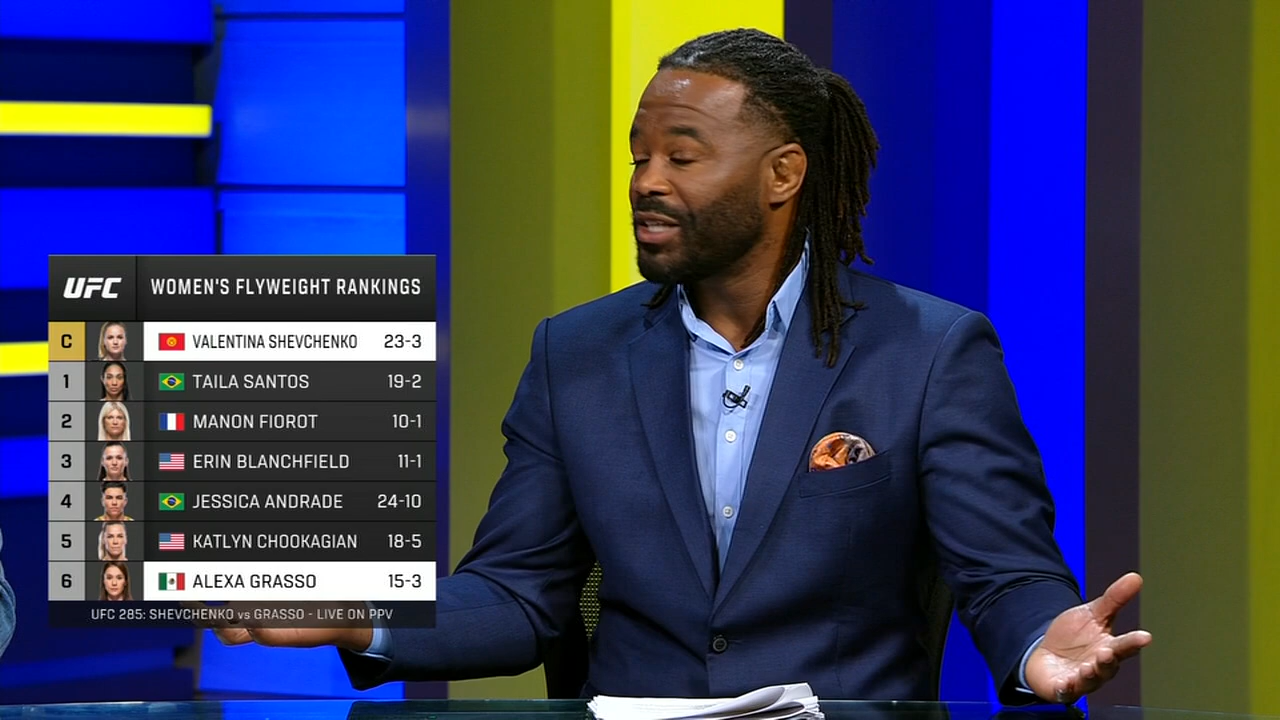 UFC WOMEN'S FLYWEIGHT RANKINGS
C VALENTINA SHEVCHENKO 23-3
1 TAILA SANTOS 19-2
2 MANON FIOROT 10-1
3 ERIN BLANCHFIELD 11-1
4 JESSICA ANDRADE 24-10
5 KATLYN CHOOKAGIAN 18-5
6 ALEXA GRASSO 15-3
UFC 285: SHEVCHENKO vs GRASSO - LIVE ON PPV